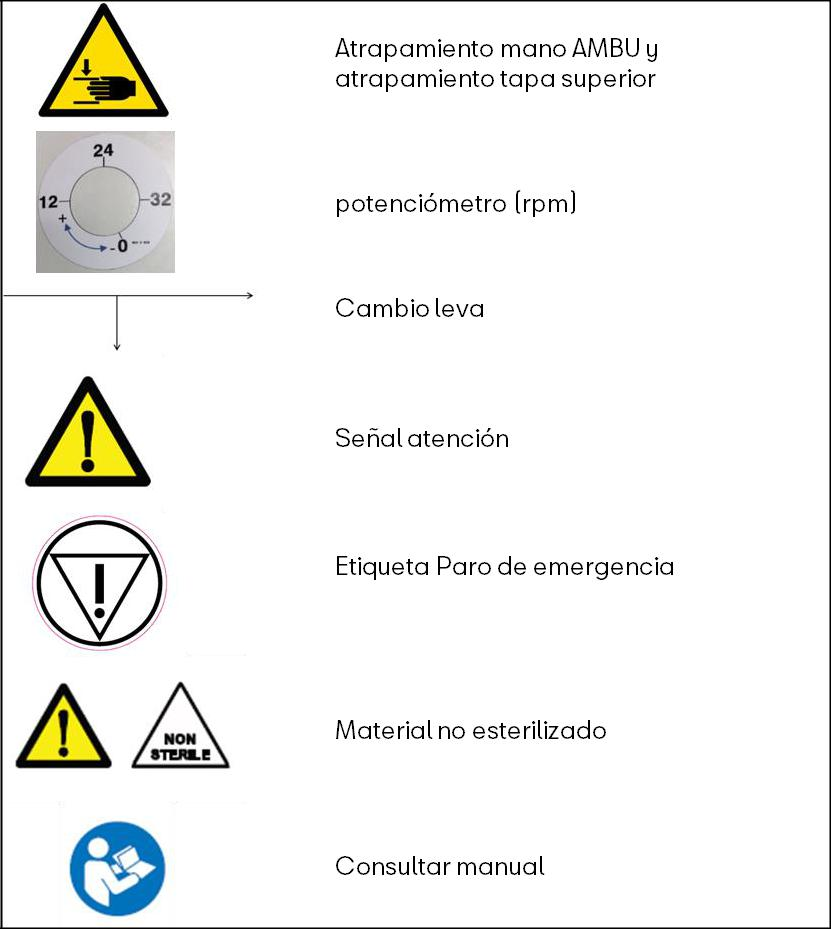 Atrapamiento mano AMBU y
atrapamiento tapa superior
24
12
32
+
-0
potenciómetro (rpm)
Cambio leva
Señal atención
Etiqueta Paro de emergencia
NON
STERILE
Material no esterilizado
Consultar manual